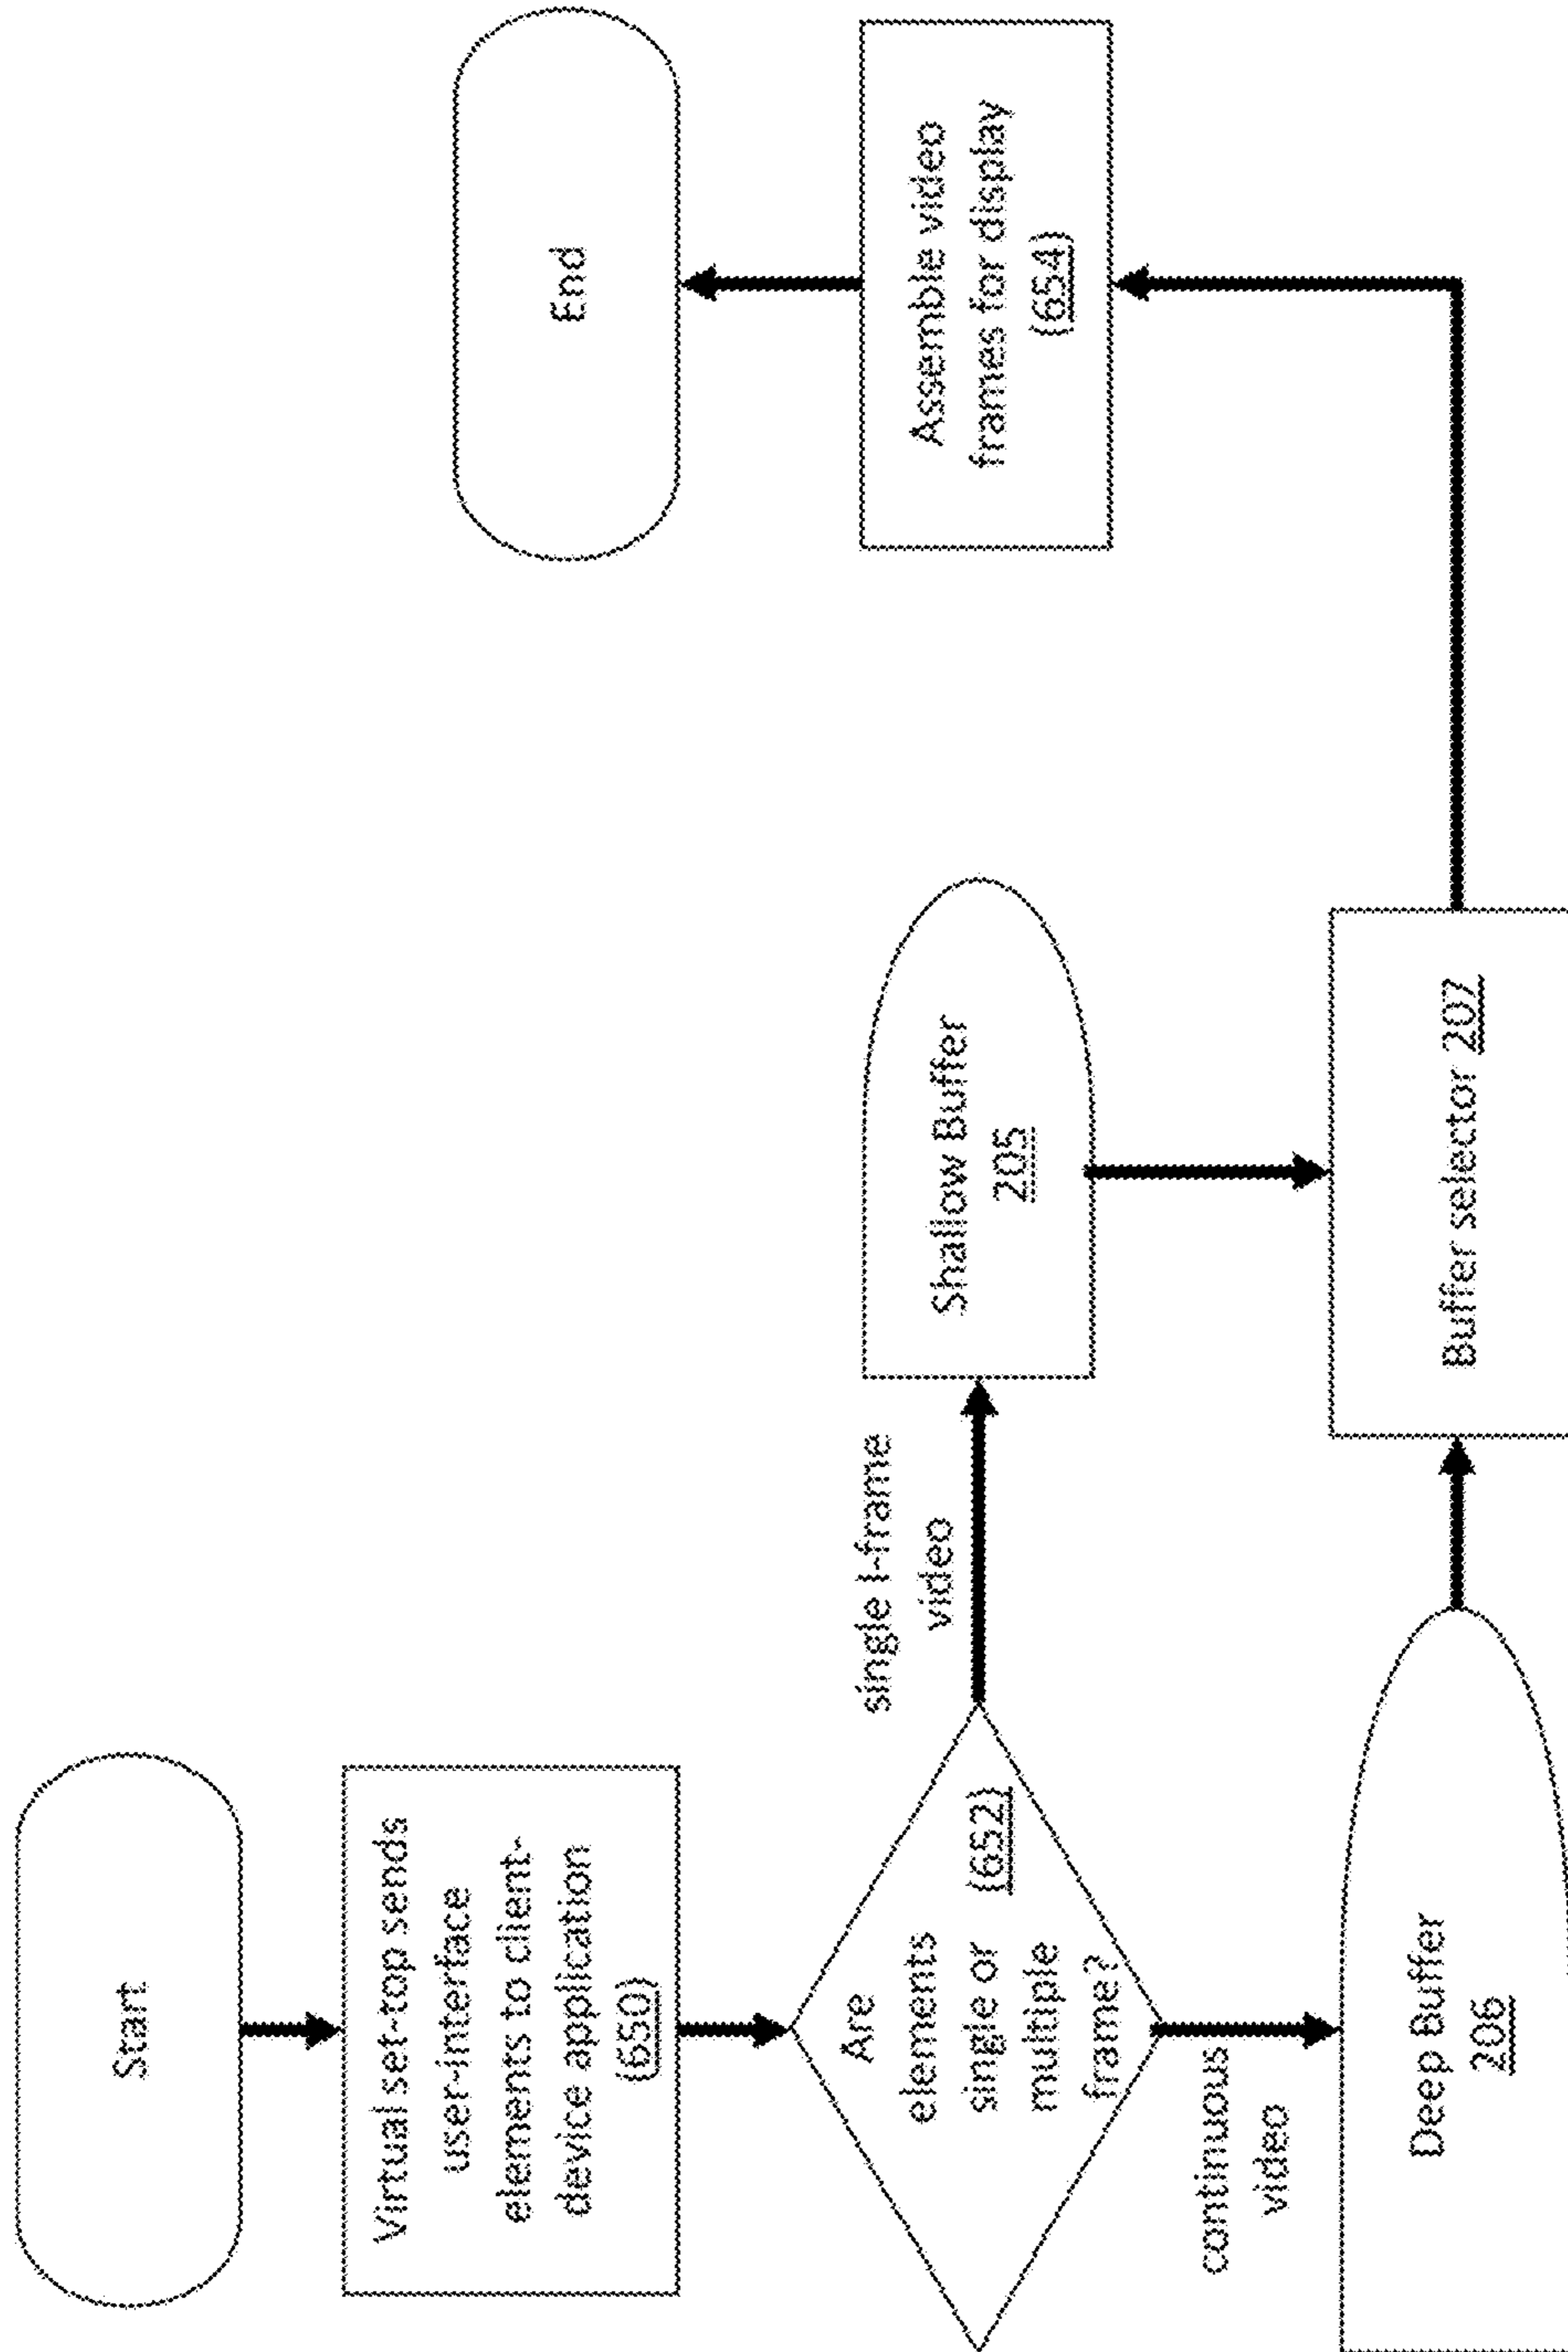 Start
Virtual set-top sends
user-interface
elements to client-
device application
(650)
Are
elements
single or
multiple
frame?
(652)
single I-frame
video
continuous
video
Shallow Buffer
205
Deep Buffer
206
Buffer selector 207
Assemble video
frames for display
(654)
End